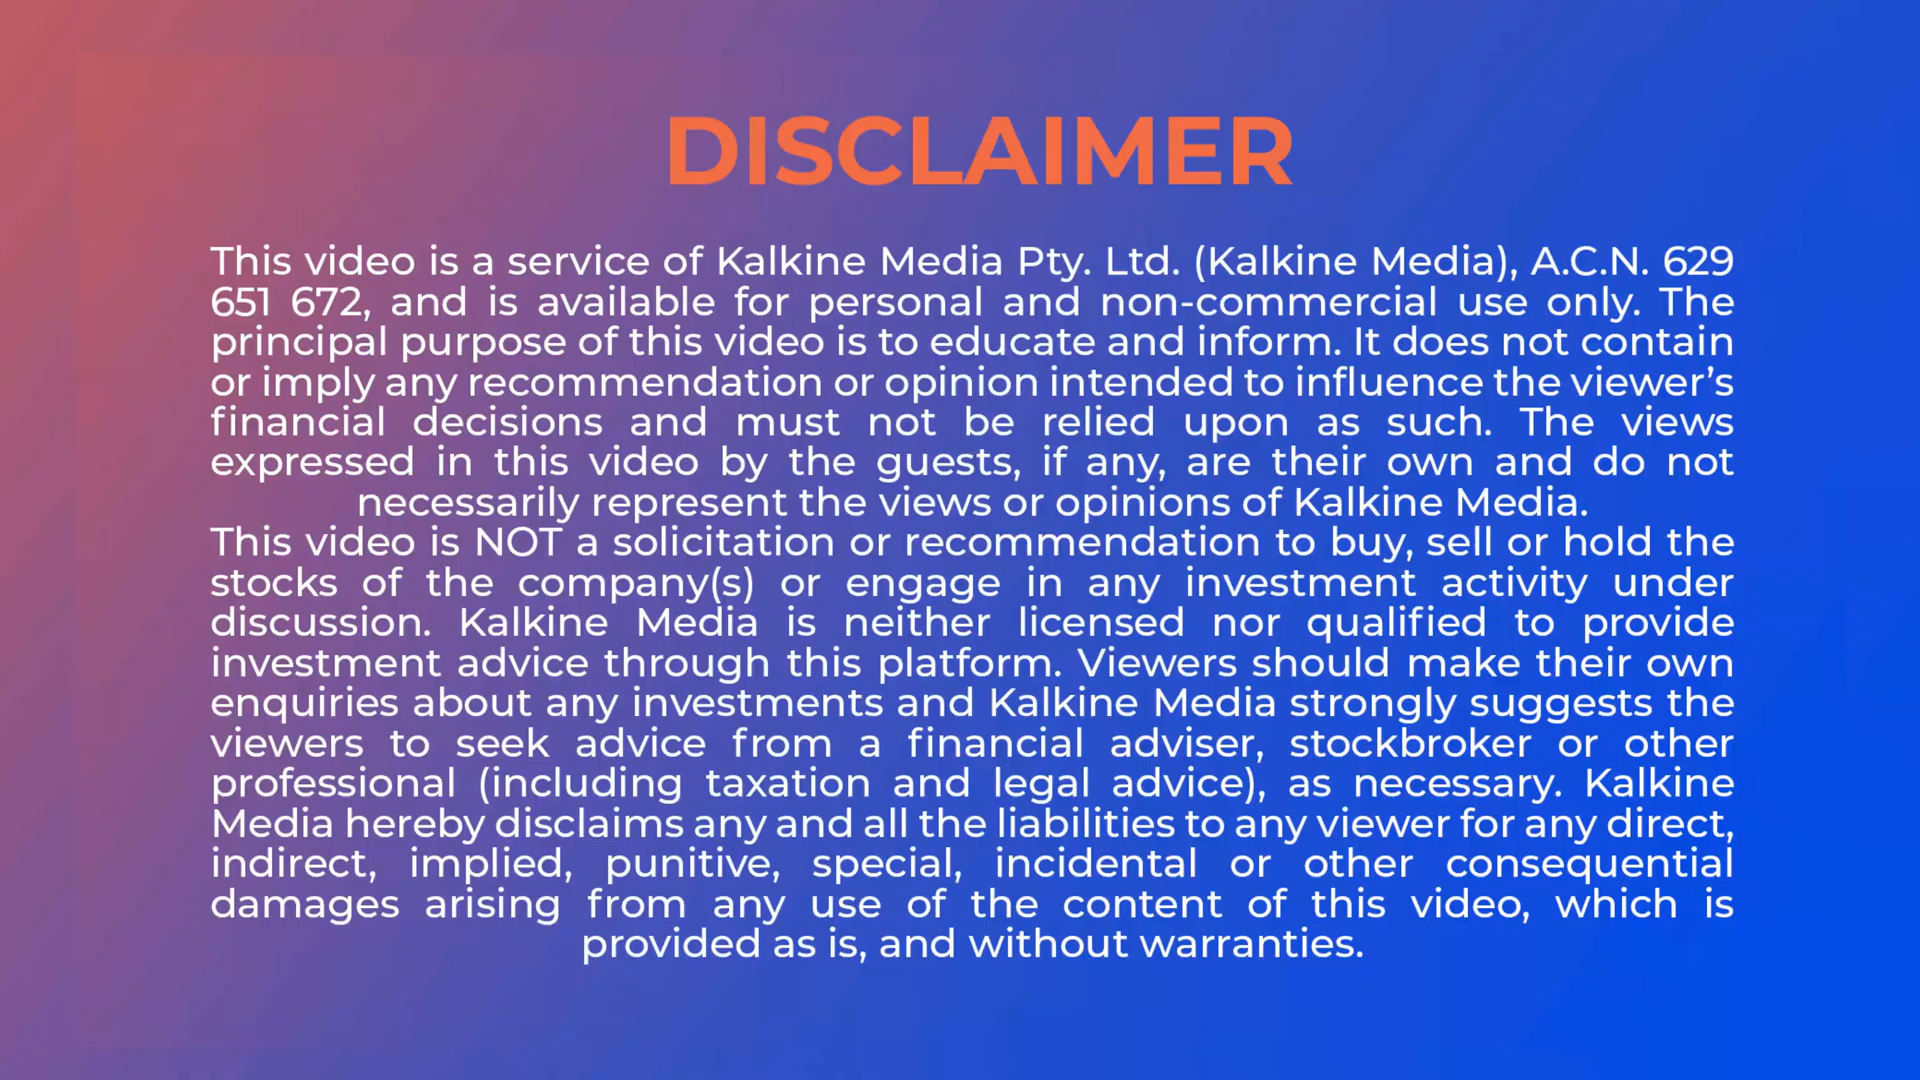 DISCLAIMER
This video is a service of Kalkine Media Pty. Ltd. (Kalkine Media), A.C.N. 629
651 672, and is available for personal and non-commercial use only. The
principal purpose of this video is to educate and inform. It does not contain
or imply any recommendation or opinion intended to influence the viewer’s
financial decisions and must not be relied upon as such. The views
expressed in this video by the guests, if any, are their own and do not
necessarily represent the views or opinions of Kalkine Media.
This video is NOT a solicitation or recommendation to buy, sell or hold the
stocks of the company(s) or engage in any investment activity under
discussion. Kalkine Media is neither licensed nor qualified to provide
investment advice through this platform. Viewers should make their own
enquiries about any investments and Kalkine Media strongly suggests the
viewers to seek advice from a financial adviser, stockbroker or other
professional (including taxation and legal advice), as necessary. Kalkine
Media hereby disclaims any and all the liabilities to any viewer for any direct,
indirect, implied, punitive, special, incidental or other consequential
damages arising from any use of the content of this video, which is
provided as is, and without warranties.